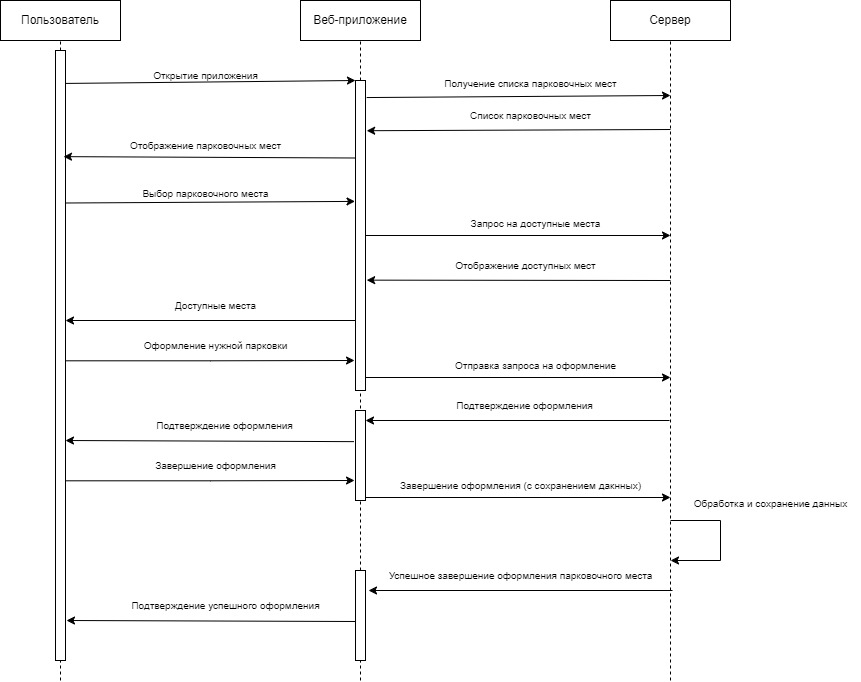 Пользователь
Веб-приложение
Сервер
Открытие приложения
Получение списка парковочных мест
Список парковочных мест
Отображение парковочных мест
Выбор парковочного места
Запрос на доступные места
Отображение доступных мест
Доступные места
Оформление нужной парковки
Отправка запроса на оформление
Подтверждение оформления
Подтверждение оформления
Завершение оформления
Завершение оформления (с сохранением дакнных)
Обработка и сохранение данных
Успешное завершение оформления парковочного места
Подтверждение успешного оформления